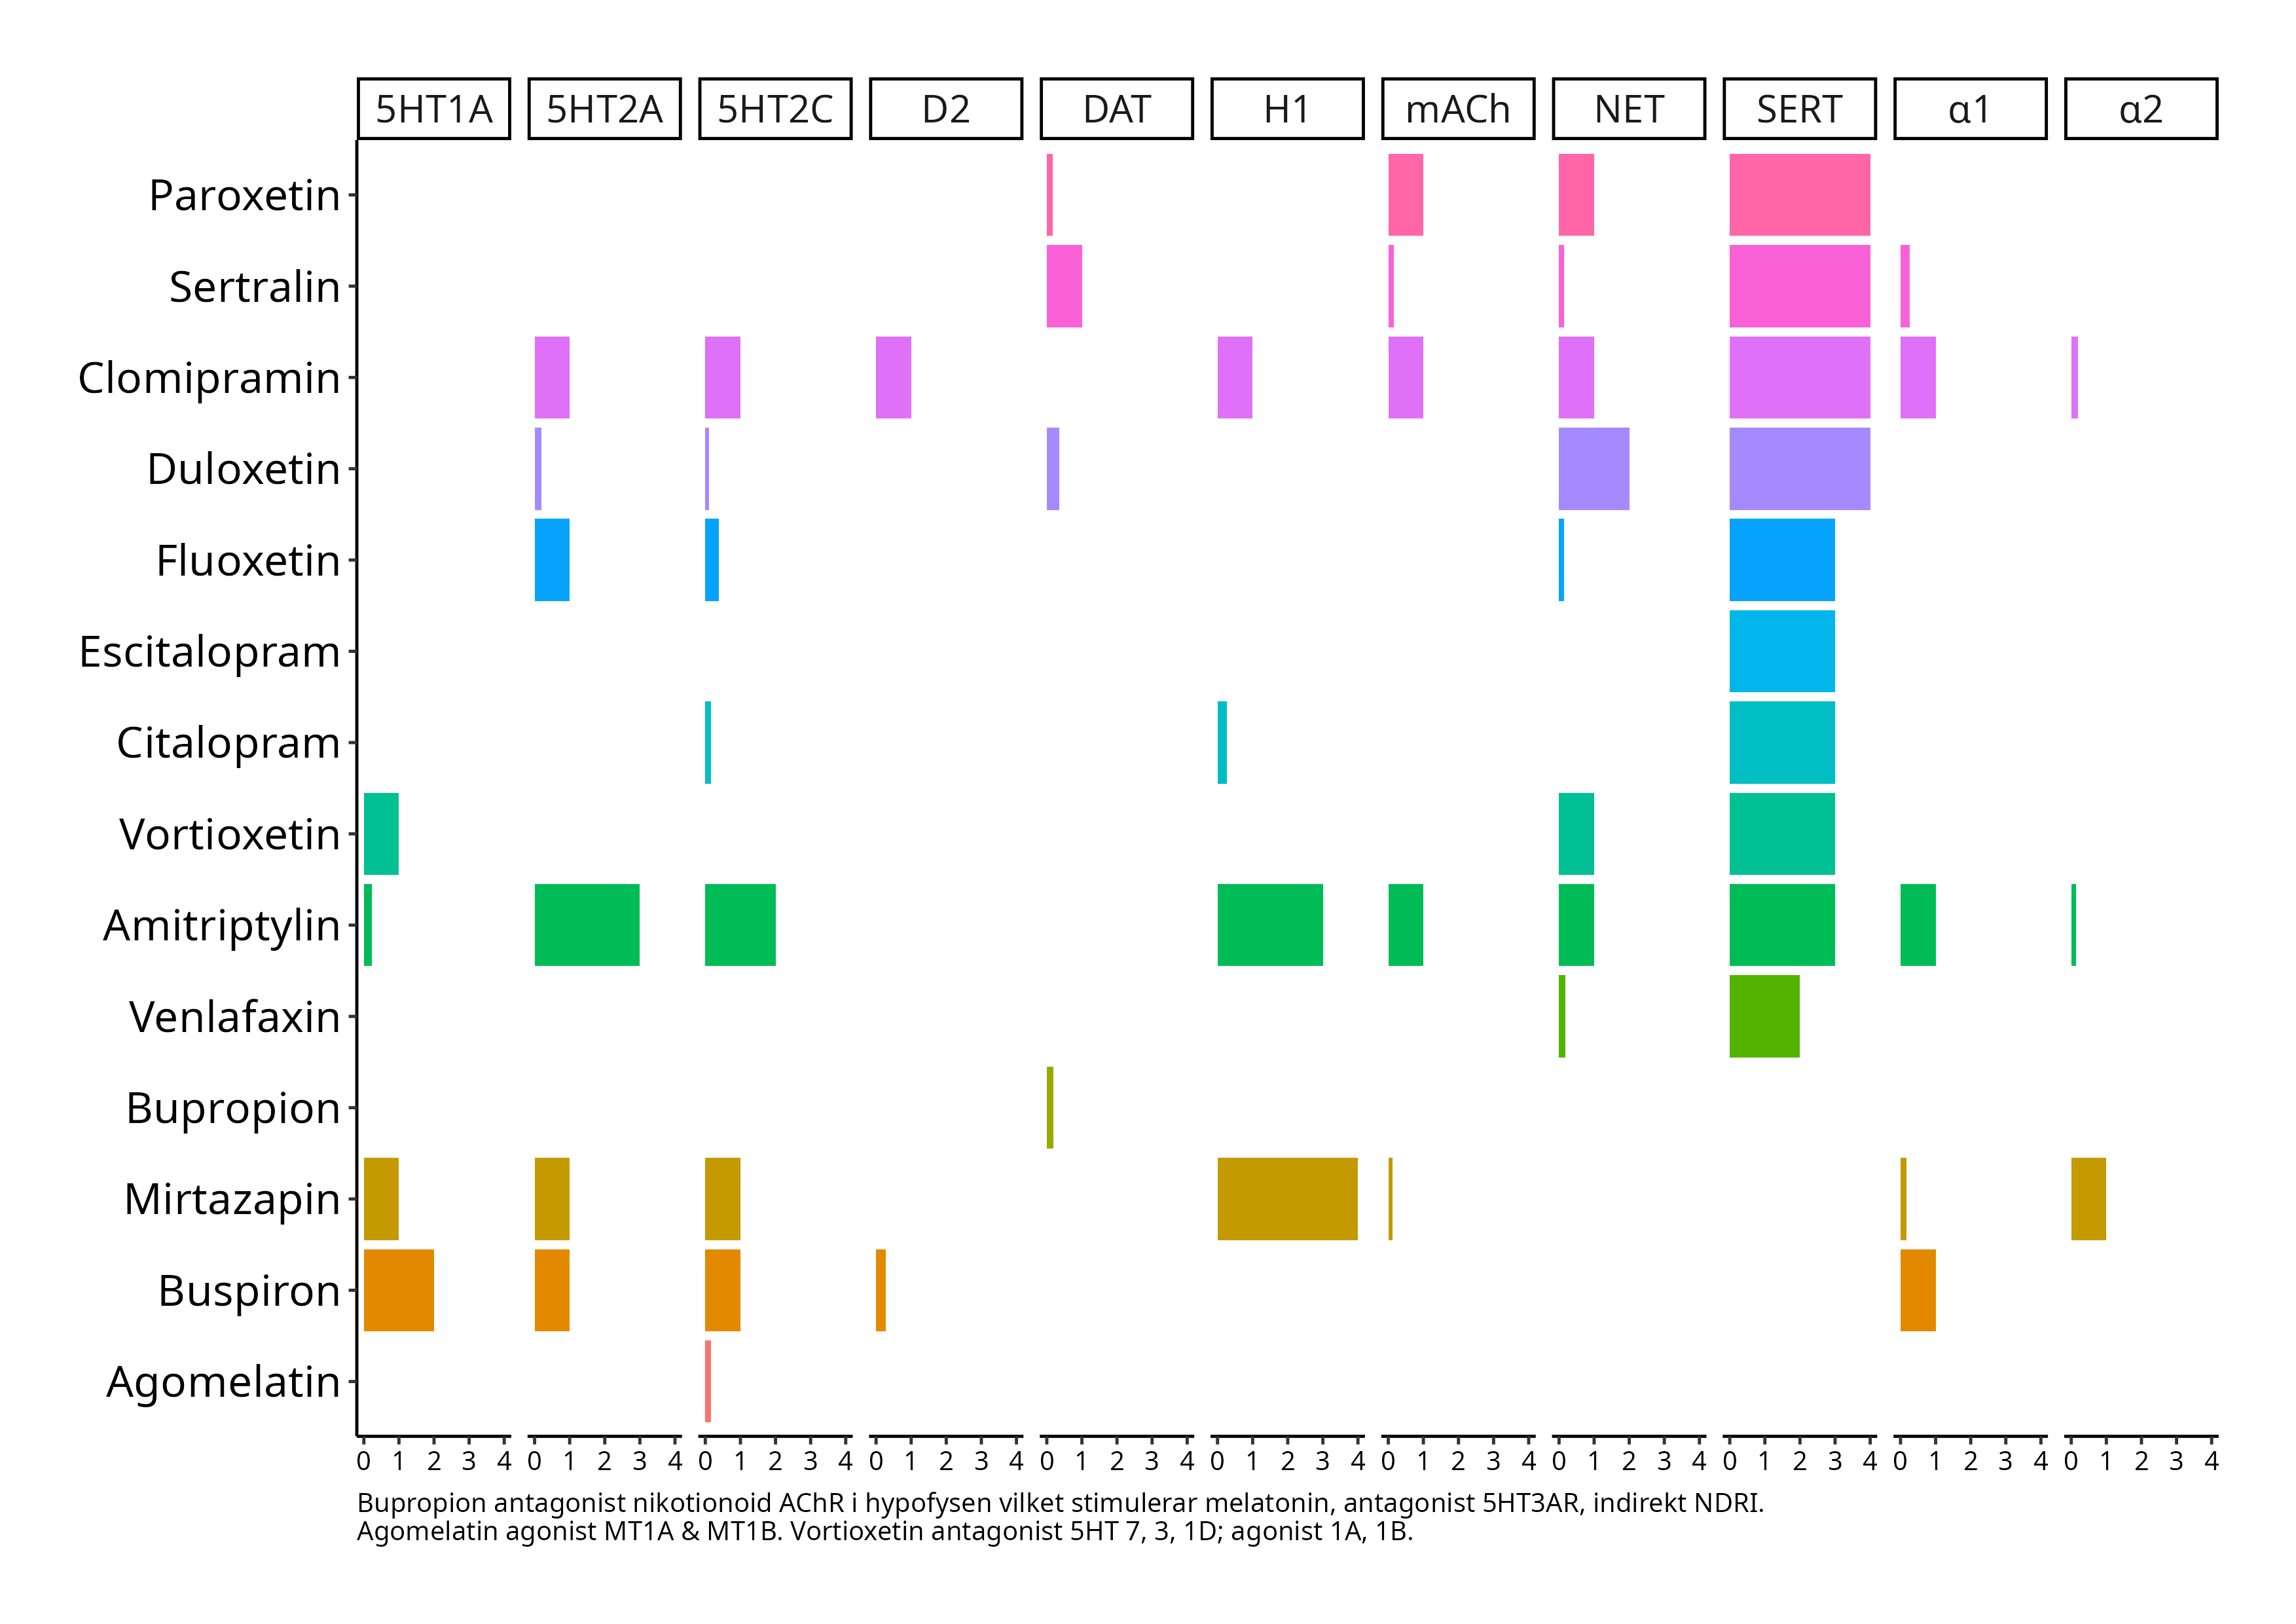 5HT1A 5HT2A 5HT2C D2 DAT H1 mACh NET SERT α1 α2
Paroxetin
Sertralin
Clomipramin
Duloxetin
Fluoxetin
Escitalopram
Citalopram
Vortioxetin
Amitriptylin
Venlafaxin
Bupropion
Mirtazapin
Buspiron
Agomelatin
0 1 2 3 4 0 1 2 3 4 0 1 2 3 4 0 1 2 3 4 0 1 2 3 4 0 1 2 3 4 0 1 2 3 4 0 1 2 3 4 0 1 2 3 4 0 1 2 3 4 0 1 2 3 4
Bupropion antagonist nikotionoid AChR i hypofysen vilket stimulerar melatonin, antagonist 5HT3AR, indirekt NDRI.
Agomelatin agonist MT1A & MT1B. Vortioxetin antagonist 5HT 7, 3, 1D; agonist 1A, 1B.